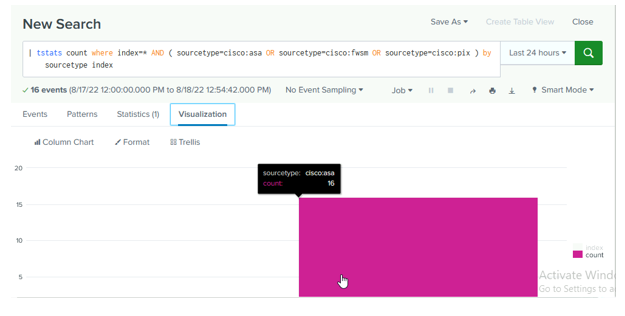 New Search
Save As ▾ Create Table View Close
| tstats count where index=* AND ( sourcetype=cisco:asa OR sourcetype=cisco:fwsm OR sourcetype=cisco:pix ) by
sourcetype index
Last 24 hours ▾
✓ 16 events (8/17/22 12:00:00.000 PM to 8/18/22 12:54:42.000 PM) No Event Sampling ▾ Job ▾ Smart Mode ▾
Events Patterns Statistics (1) Visualization
Column Chart Format Trellis
sourcetype: cisco:asa
count: 16
20
15
10
5
index
count
Activate Wind
Go to Settings to a